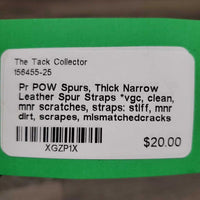 The Tack Collector
156455-25
Pr POW Spurs, Thick Narrow
Leather Spur Straps *vgc, clean,
mnr scratches, straps: stiff, mnr
dirt, scrapes, mismatchedcracks
XGZP1X
$20.00